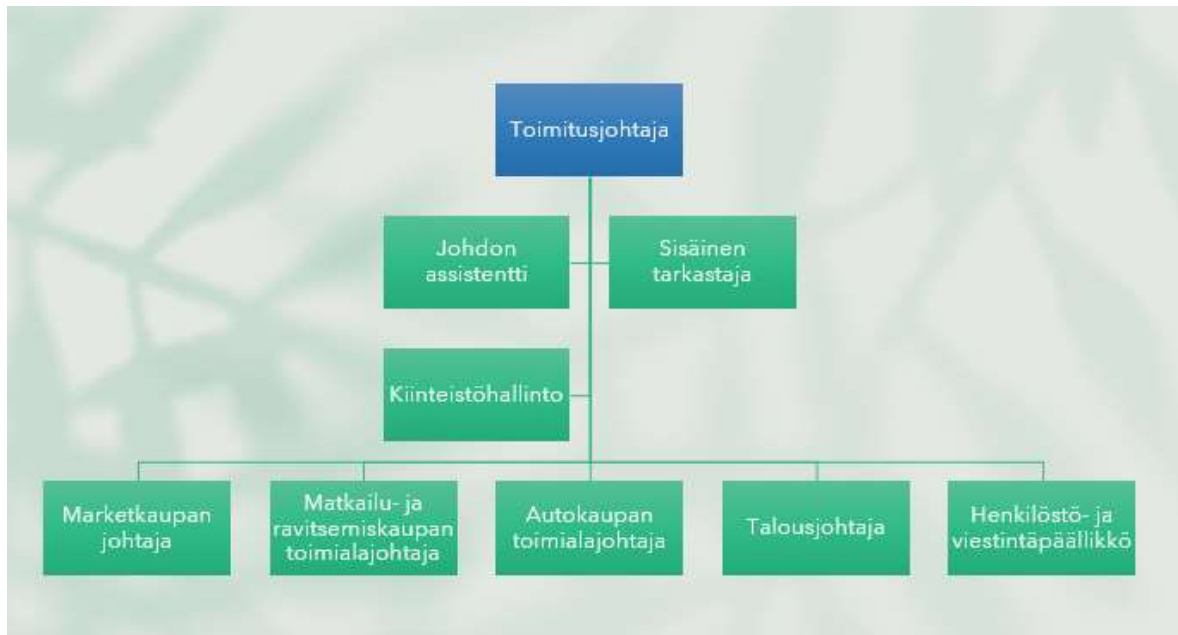 Toimitusjohtaja
Johdon
assistentti
Sisäinen
tarkastaja
Kiinteistöhallinto
Marketkaupan
johtaja
Matkailu- ja
ravitsemiskaupan
toimialajohtaja
Autokaupan
toimialajohtaja
Talousjohtaja
Henkilöstö- ja
viestintäpäällikkö